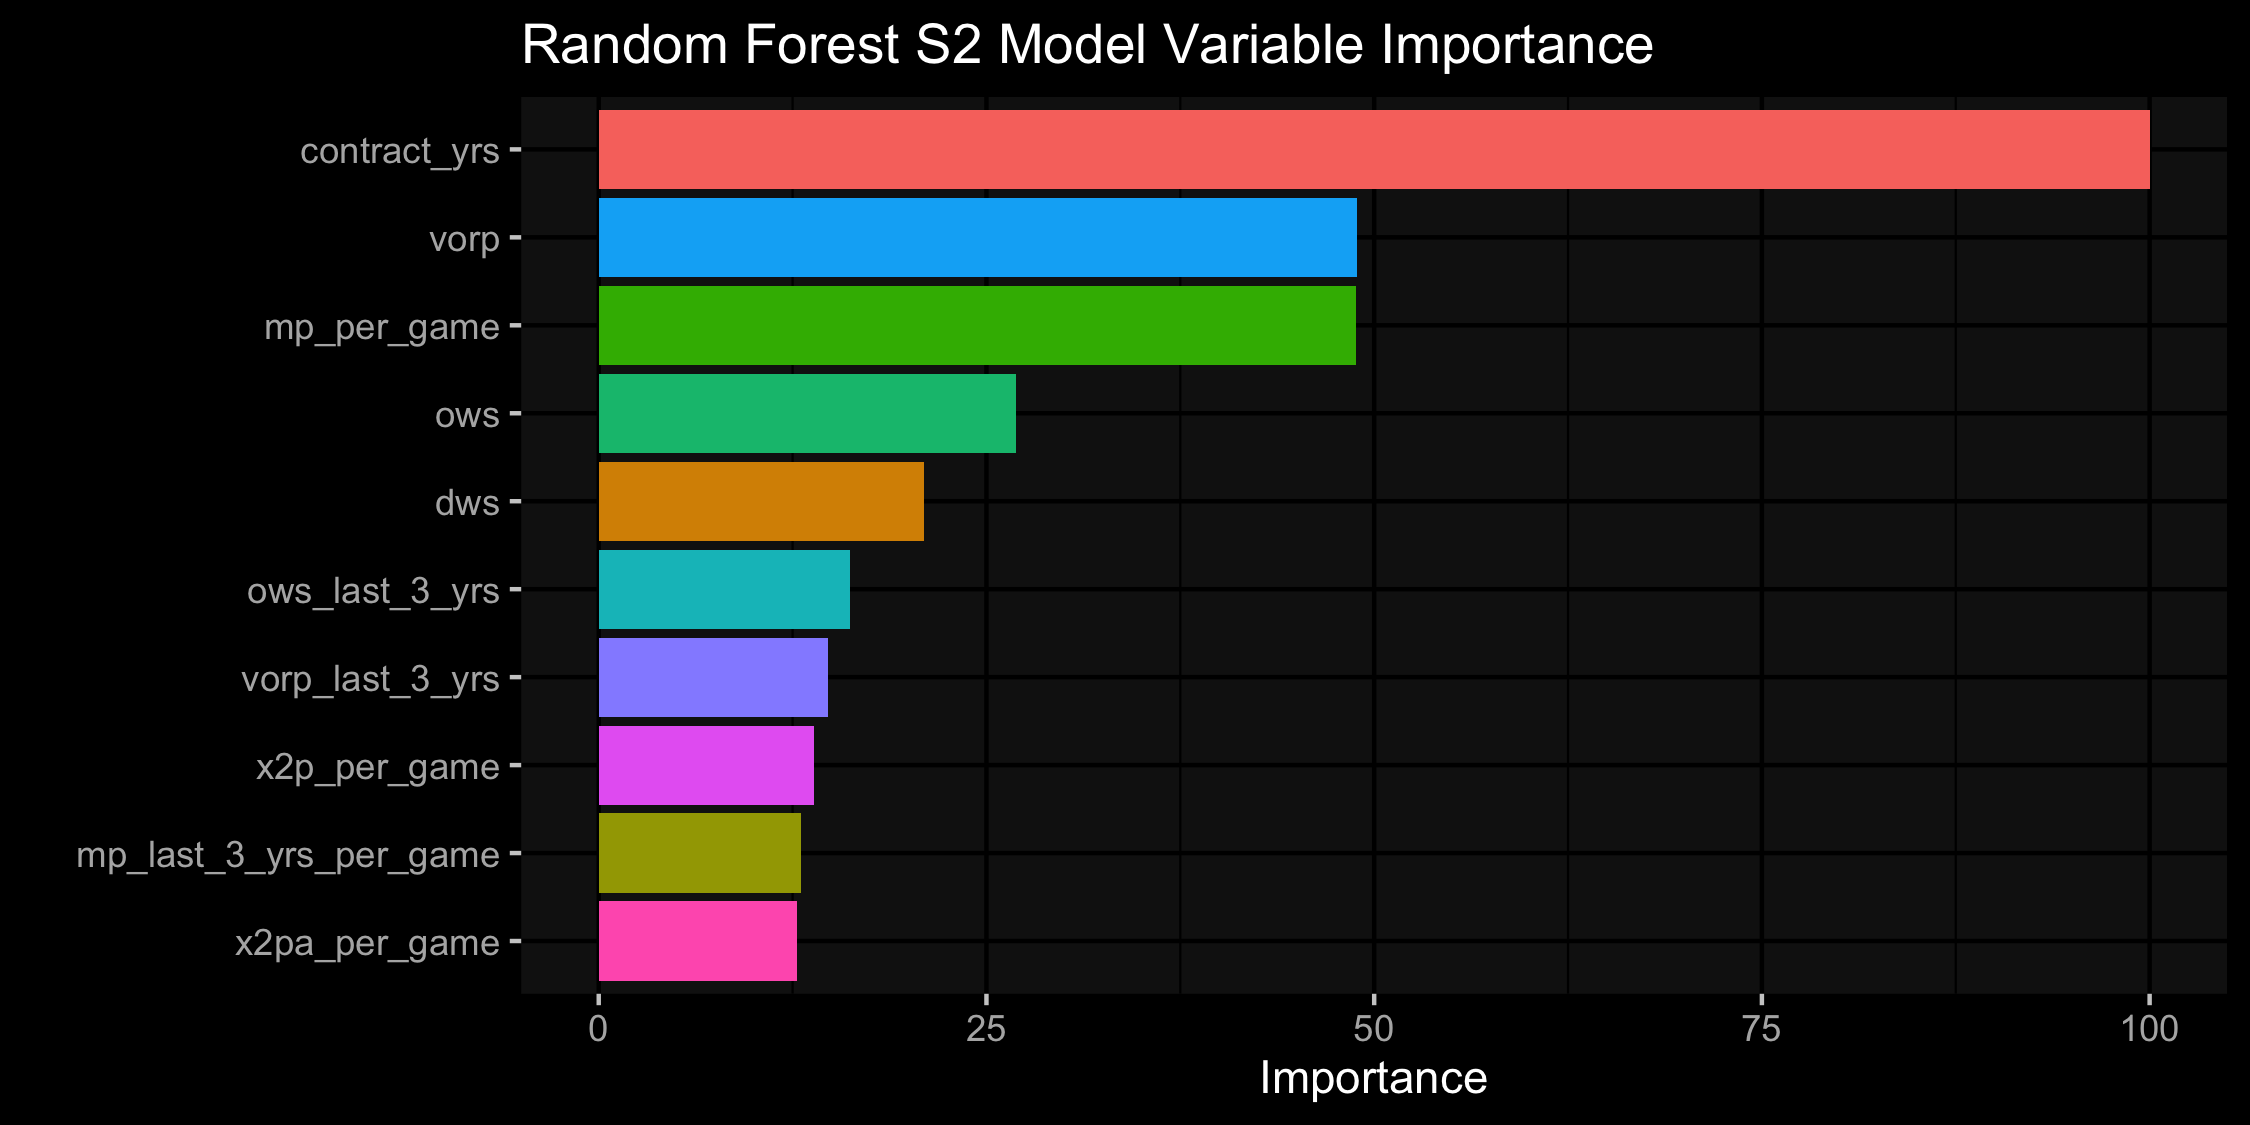 Random Forest S2 Model Variable Importance
contract_yrs
vorp
mp_per_game
ows
dws
ows_last_3_yrs
vorp_last_3_yrs
x2p_per_game
mp_last_3_yrs_per_game
x2pa_per_game
0 25 50 75 100
Importance